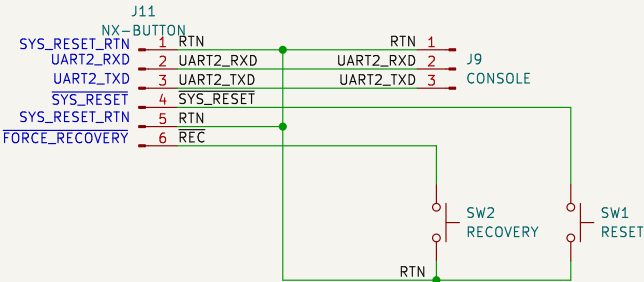 J11
NX-BUTTON
SYS_RESET_RTN 1 RTN RTN 1
UART2_RXD 2 UART2_RXD UART2_RXD 2 J9
UART2_TXD 3 UART2_TXD UART2_TXD 3 CONSOLE
SYS_RESET 4 SYS_RESET
SYS_RESET_RTN 5 RTN
FORCE_RECOVERY 6 REC
SW2 SW1
RECOVERY RESET
RTN